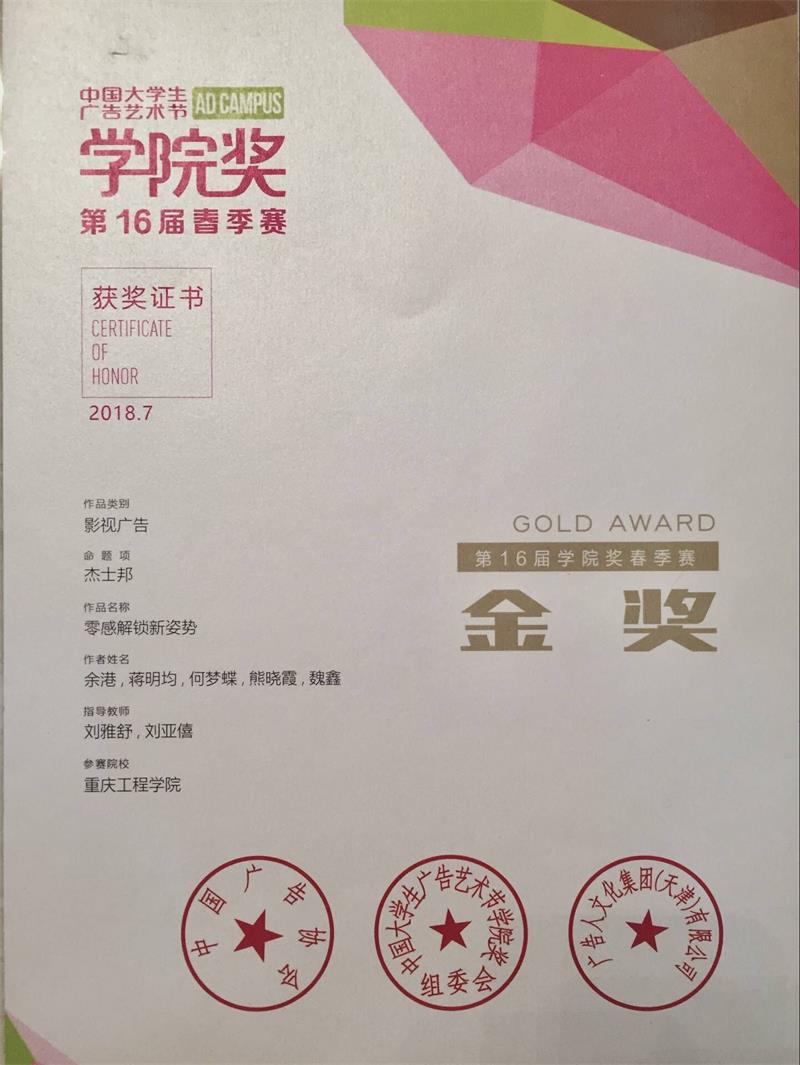 中国大学生
广告艺术节 AD CAMPUS
学院奖
第16届春季赛
获奖证书
CERTIFICATE
OF
HONOR
2018.7
作品类别
影视广告
命题项
杰士邦
作品名称
零感解锁新姿势
作者姓名
余港,蒋明均,何梦蝶,熊晓霞,魏鑫
指导教师
刘雅舒,刘亚僖
参赛院校
重庆工程学院
GOLD AWARD
第16届学院奖春季赛
金奖
中国广告协会
中国大学生广告艺术节学院奖
组委会
广告人文化集团(天津)有限公司